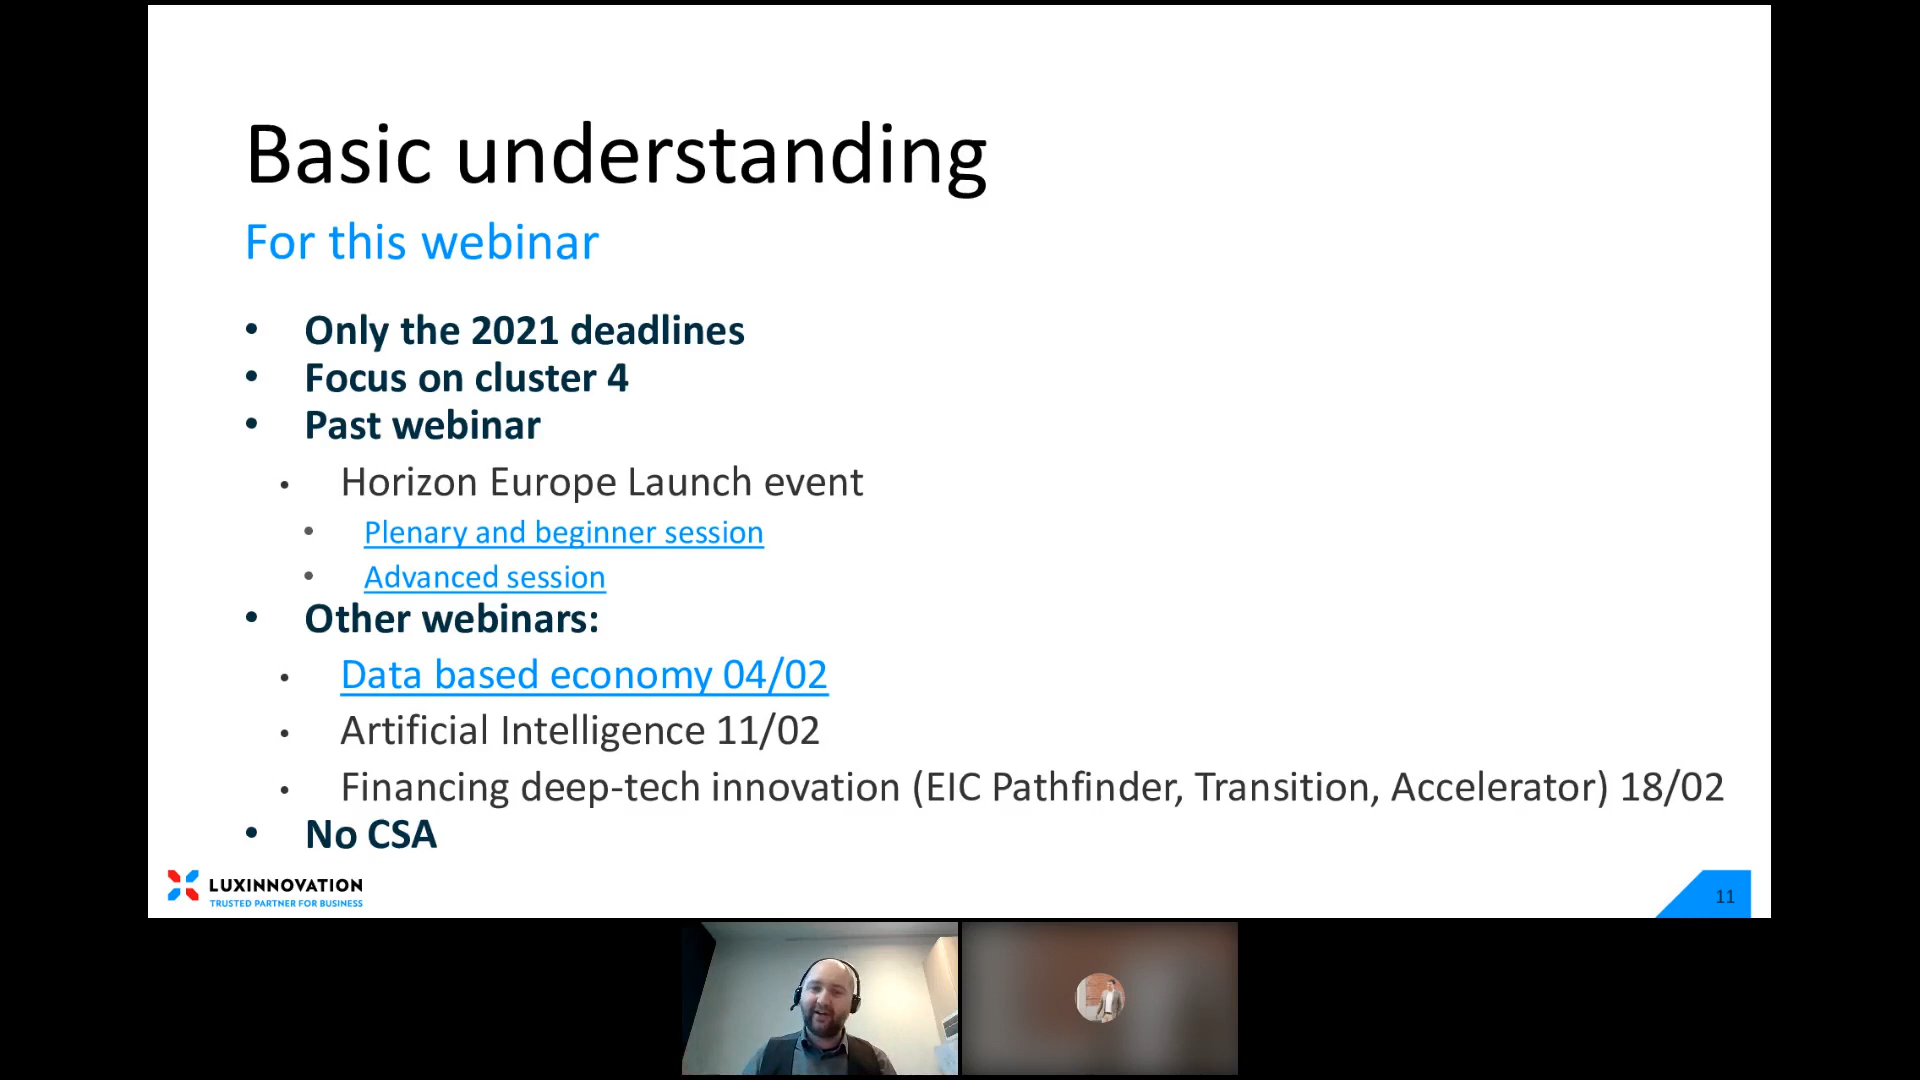 Basic understanding
For this webinar
• Only the 2021 deadlines
• Focus on cluster 4
• Past webinar
• Horizon Europe Launch event
• Plenary and beginner session
• Advanced session
• Other webinars:
• Data based economy 04/02
• Artificial Intelligence 11/02
• Financing deep-tech innovation (EIC Pathfinder, Transition, Accelerator) 18/02
• No CSA
LUXINNOVATION
TRUSTED PARTNER FOR BUSINESS
11